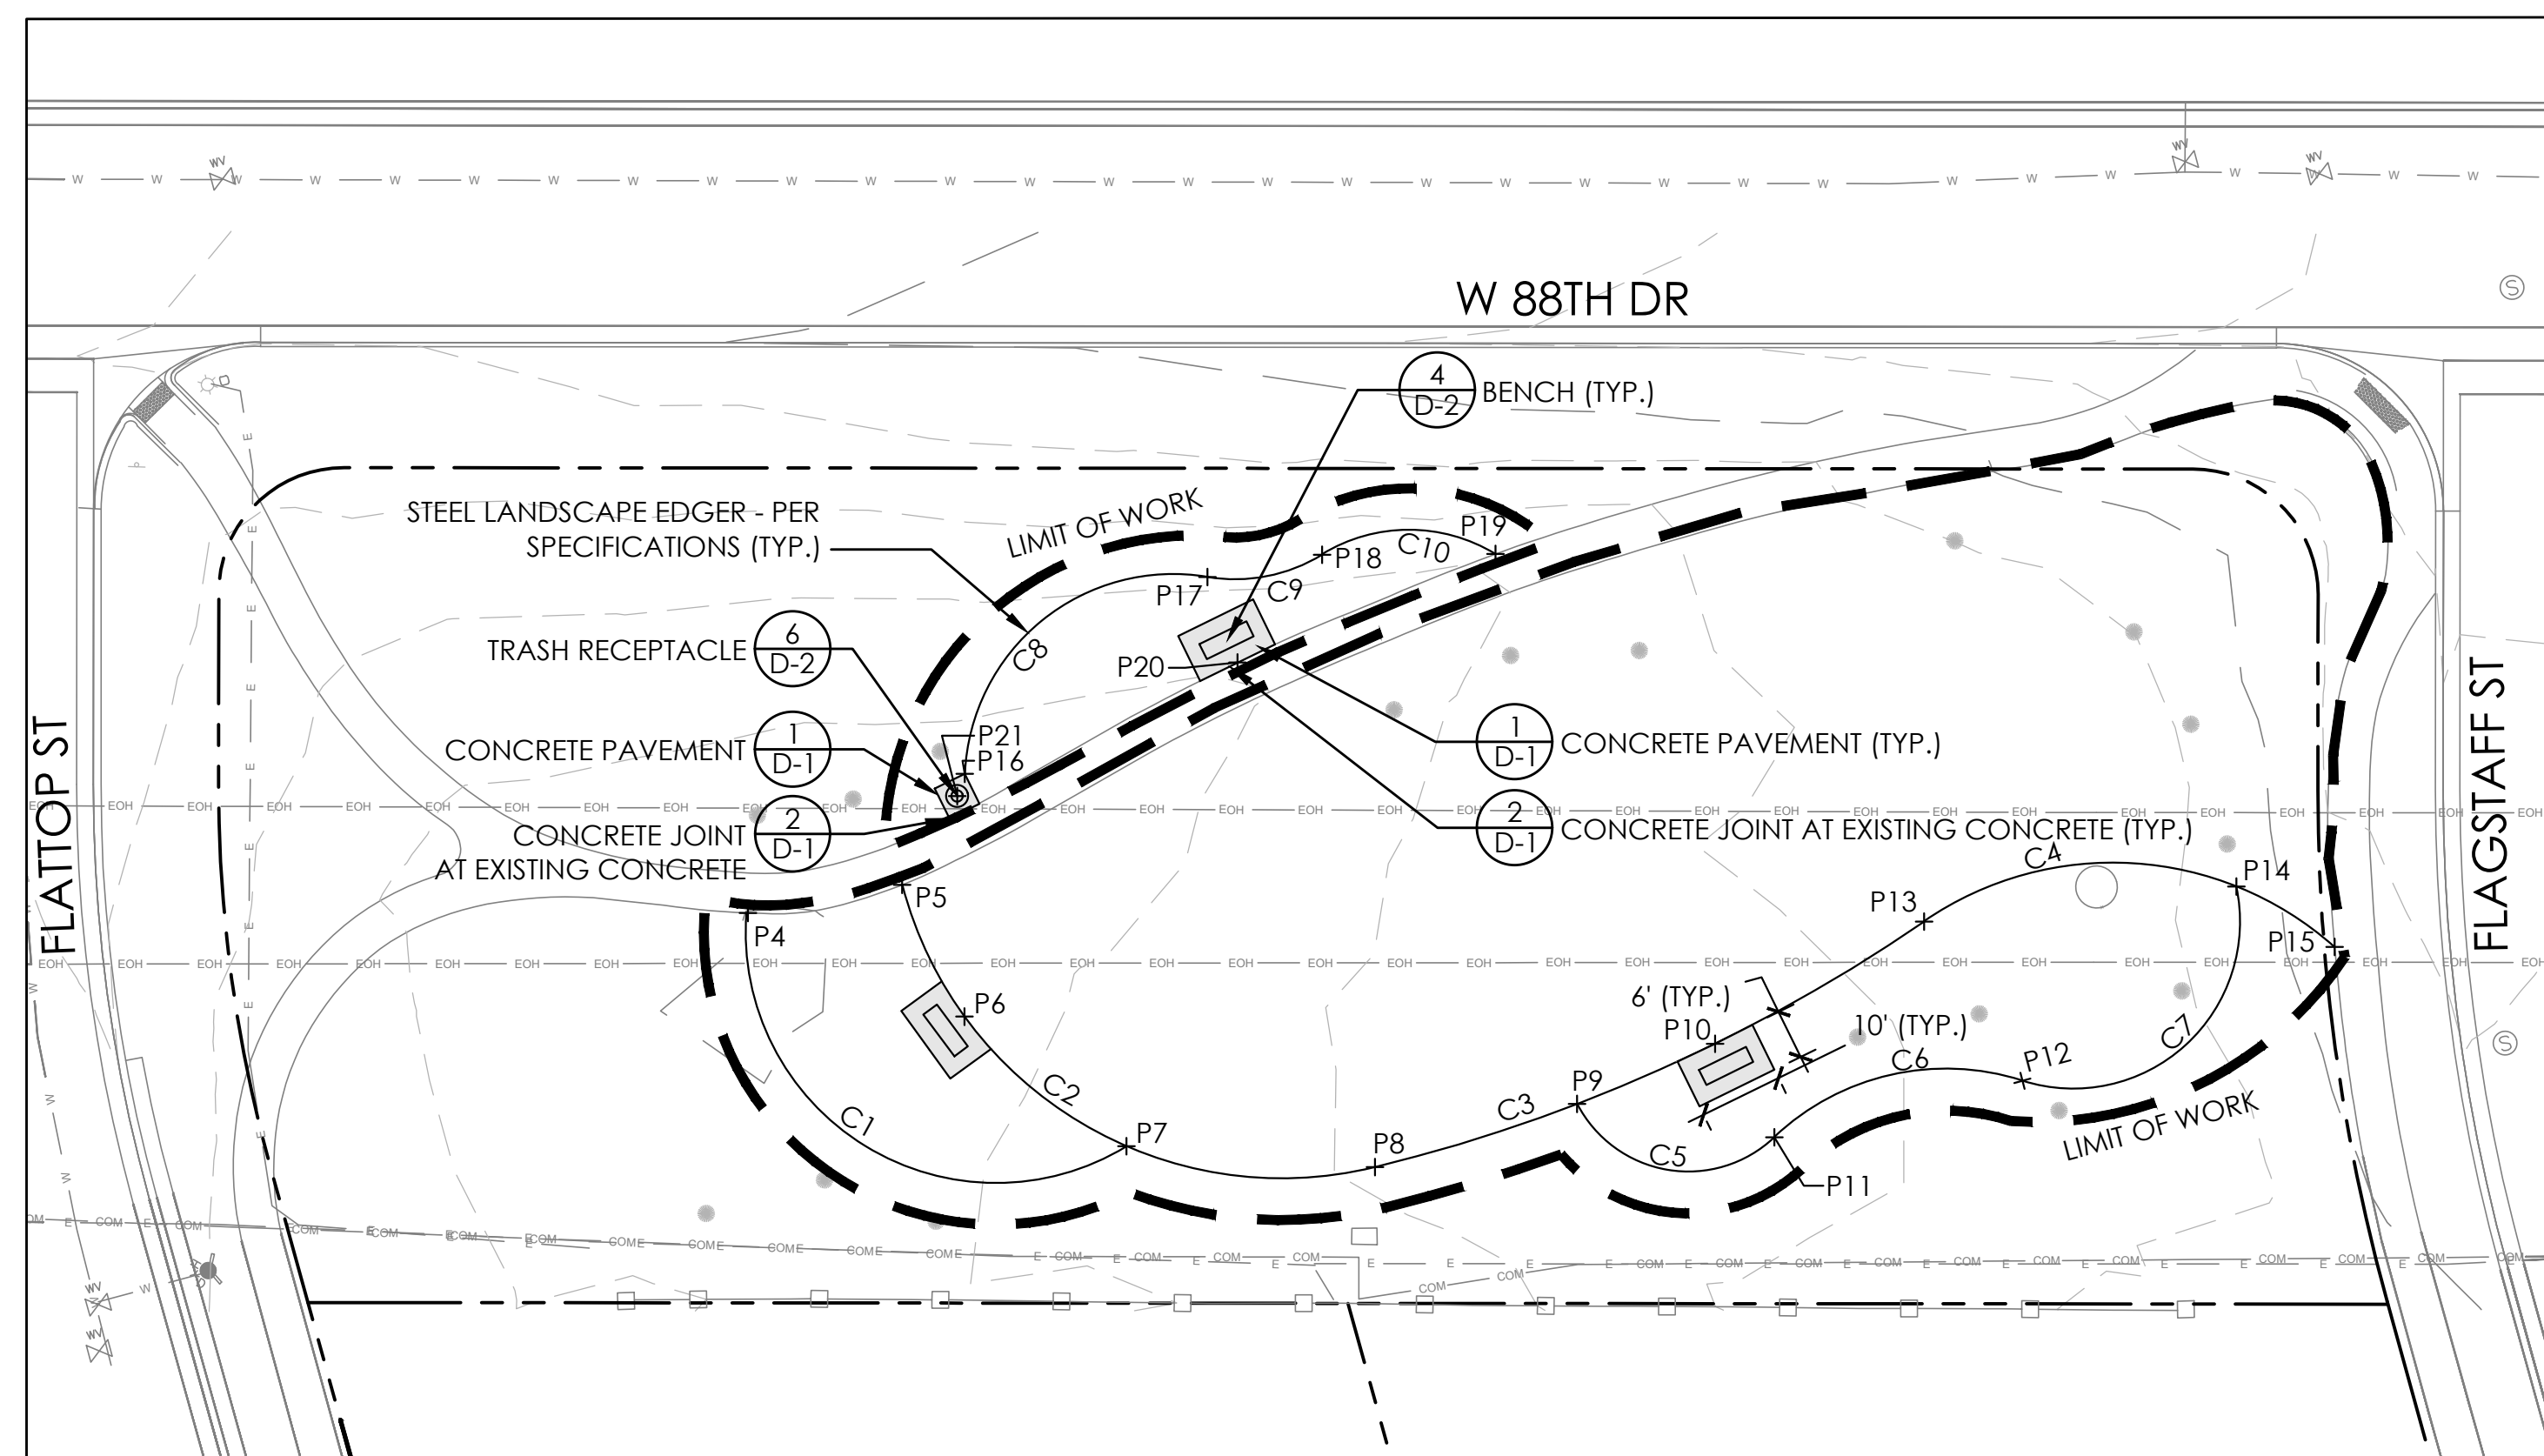 W 88TH DR
4
D-2
BENCH (TYP.)
STEEL LANDSCAPE EDGER - PER
SPECIFICATIONS (TYP.)
LIMIT OF WORK
P19
C10
P18
P17
C9
C8
6
D-2
TRASH RECEPTACLE
P20
FLATTOP ST
FLAGSTAFF ST
P21
P16
1
D-1
CONCRETE PAVEMENT
1
D-1
CONCRETE PAVEMENT (TYP.)
2
D-1
CONCRETE JOINT
AT EXISTING CONCRETE
2
D-1
CONCRETE JOINT AT EXISTING CONCRETE (TYP.)
P5
P4
C4
P14
P13
P15
P6
6' (TYP.)
P10
10' (TYP.)
C7
C6
P12
P9
C2
C3
C1
P7
P8
C5
P11
LIMIT OF WORK
W
WV
E
EOH
COM
S